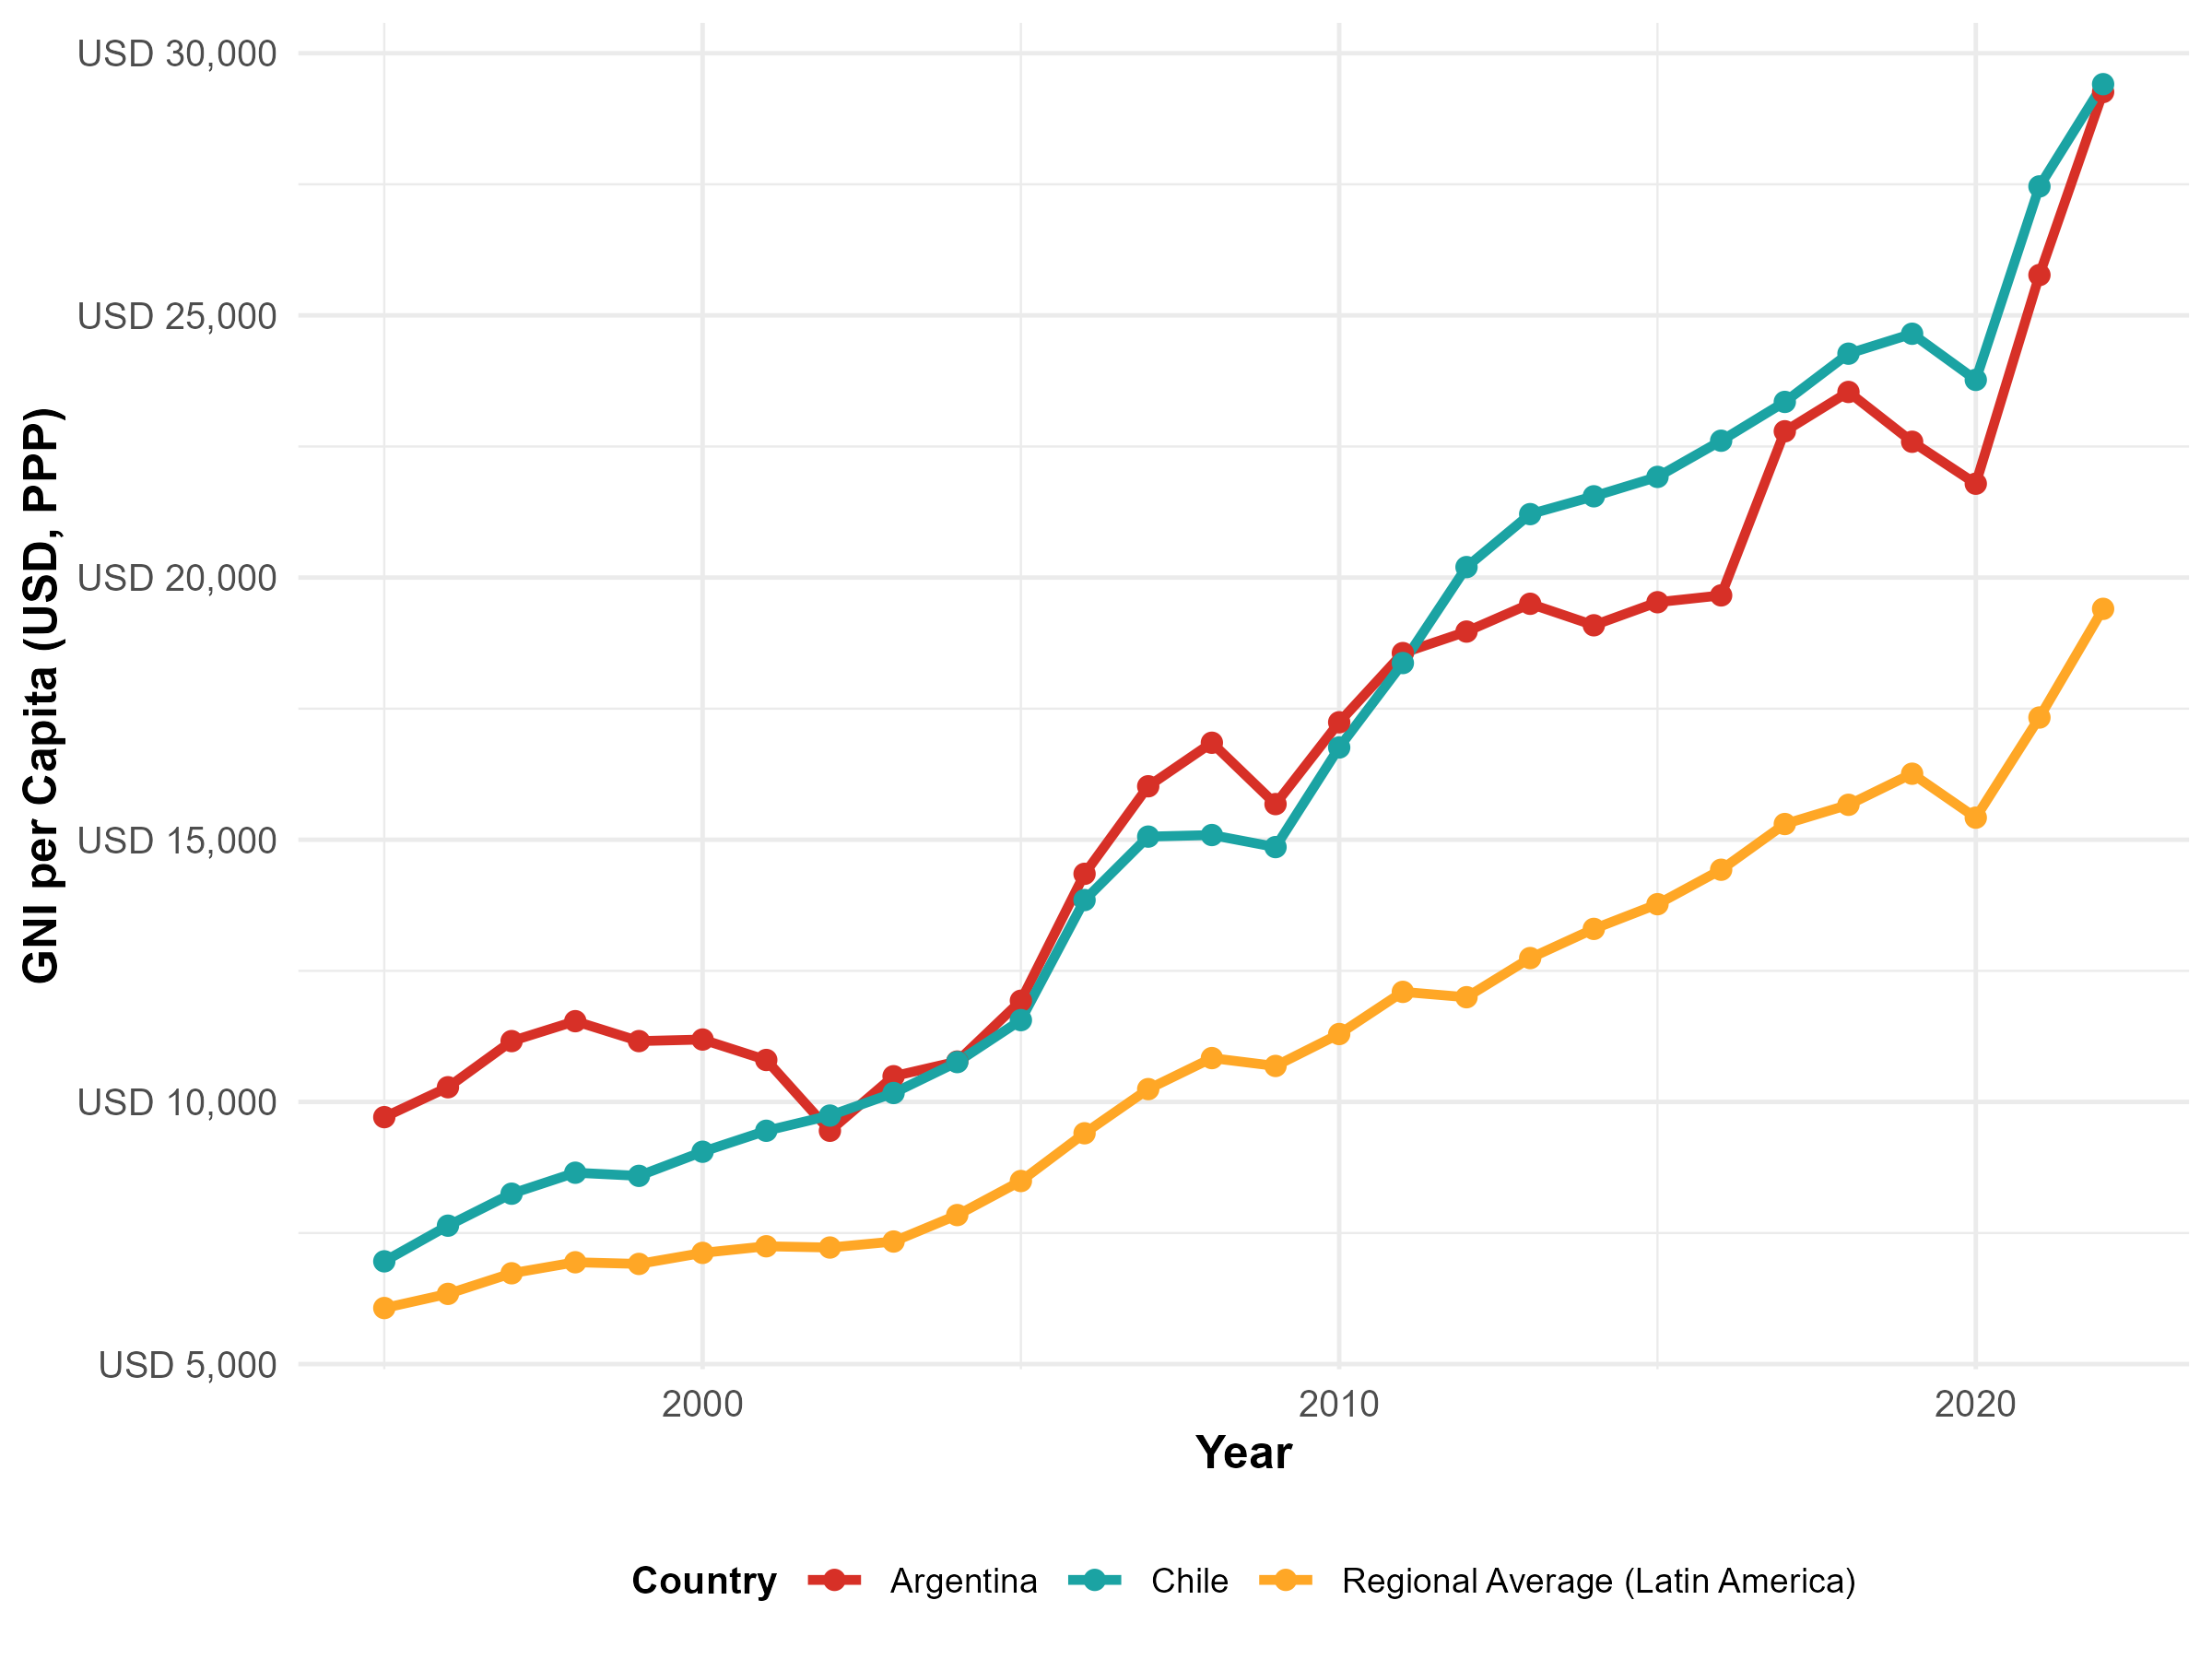 USD 30,000
USD 25,000
USD 20,000
USD 15,000
USD 10,000
USD 5,000
GNI per Capita (USD, PPP)
2000 2010 2020
Year
Country Argentina Chile Regional Average (Latin America)